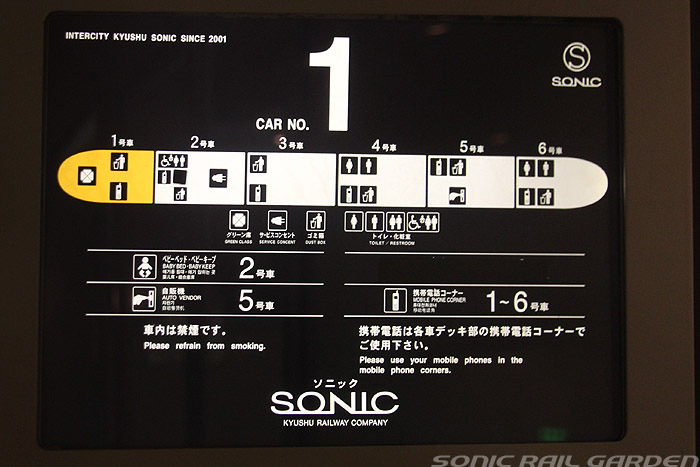 INTERCITY KYUSHU SONIC SINCE 2001
S
SONIC
CAR NO. 1
1号車 2号車 3号車 4号車 5号車 6号車
グリーン席 サービスコンセント ゴミ箱 トイレ・化粧室
GREEN CLASS SERVICE CONCENT DUST BOX TOILET / RESTROOM
ベビーベッド・ベビーキープ
BABY BED・BABY KEEP
2号車
自販機
AUTO VENDOR
자판기
5号車
携帯電話コーナー
MOBILE PHONE CORNER
1~6号車
車内は禁煙です。
Please refrain from smoking.
携帯電話は各車デッキ部の携帯電話コーナーで
ご使用下さい。
Please use your mobile phones in the
mobile phone corners.
ソニック
SONIC
KYUSHU RAILWAY COMPANY
SONIC RAIL GARDEN